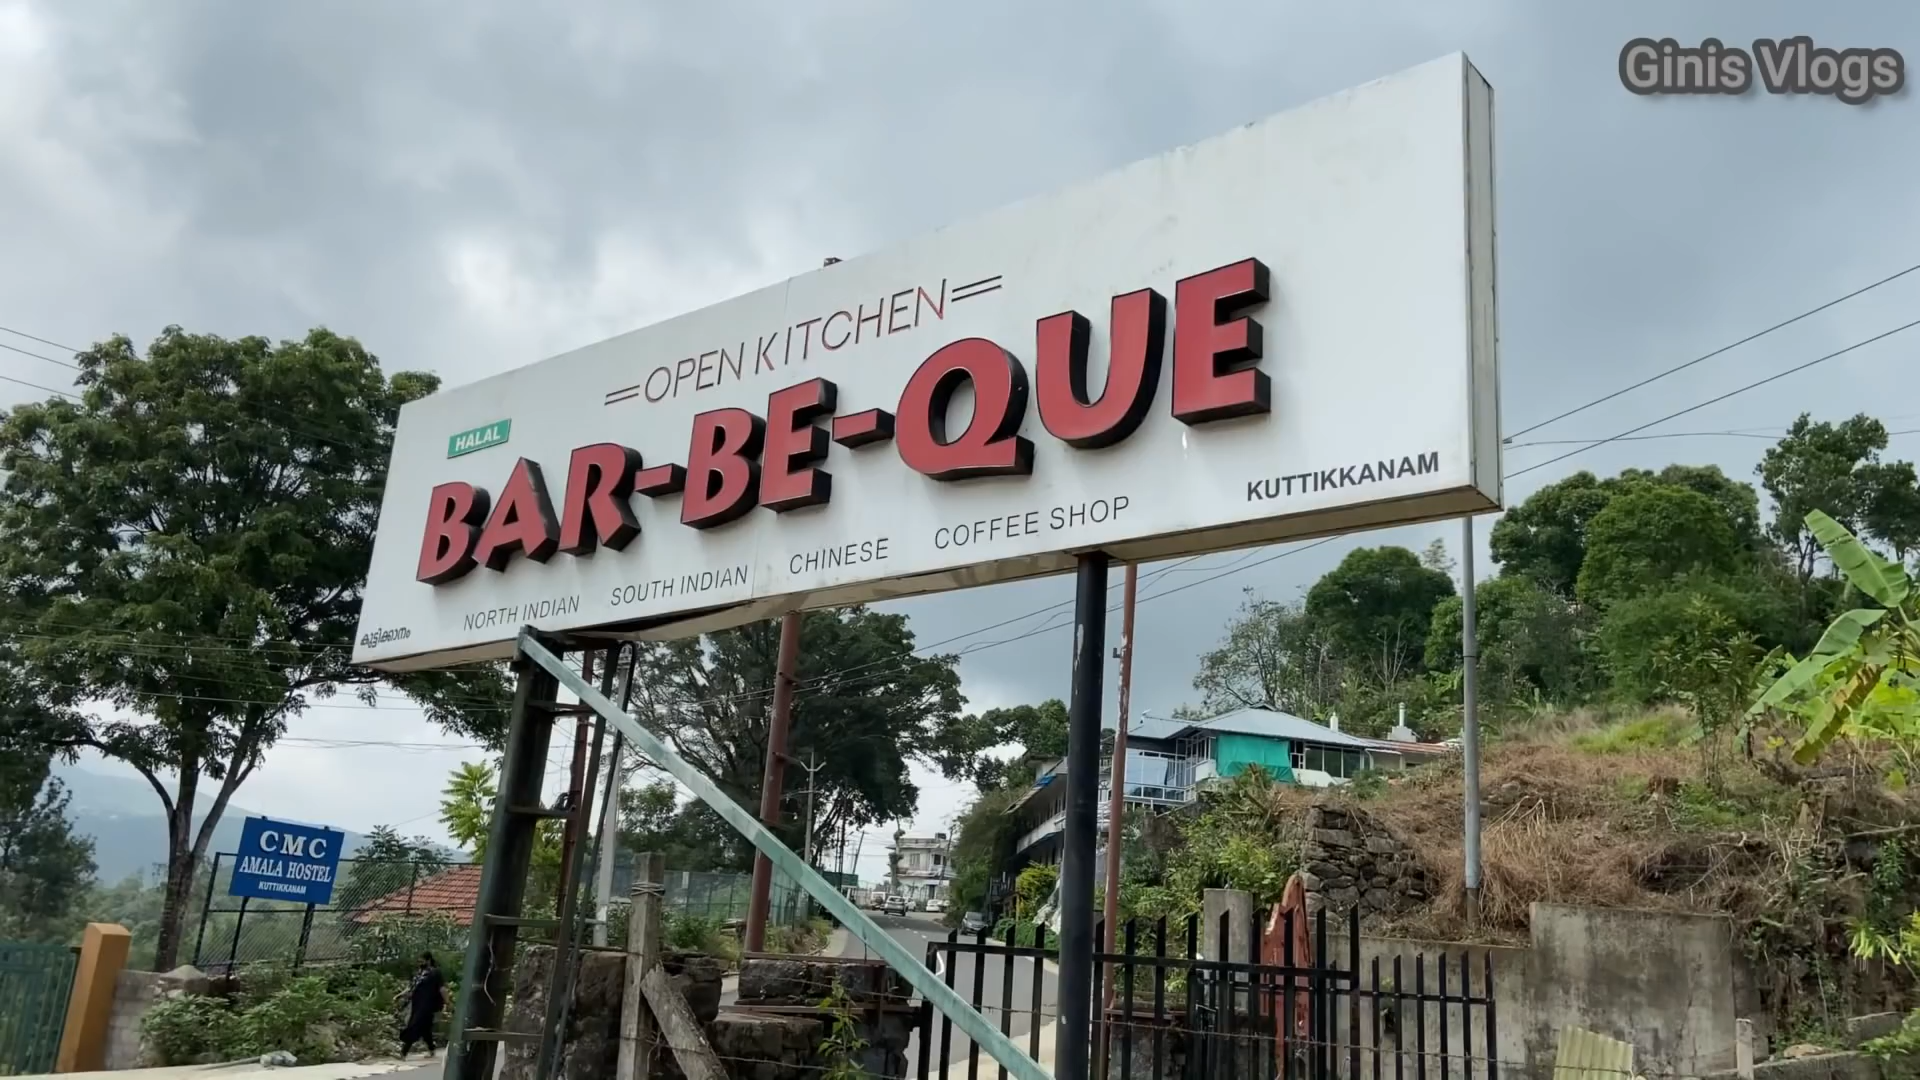 Ginis Vlogs
OPEN KITCHEN
HALAL
BAR-BE-QUE
KUTTIKKANAM
NORTH INDIAN SOUTH INDIAN CHINESE COFFEE SHOP
കുട്ടിക്കാനം
CMC
AMALA HOSTEL
KUTTIKKANAM